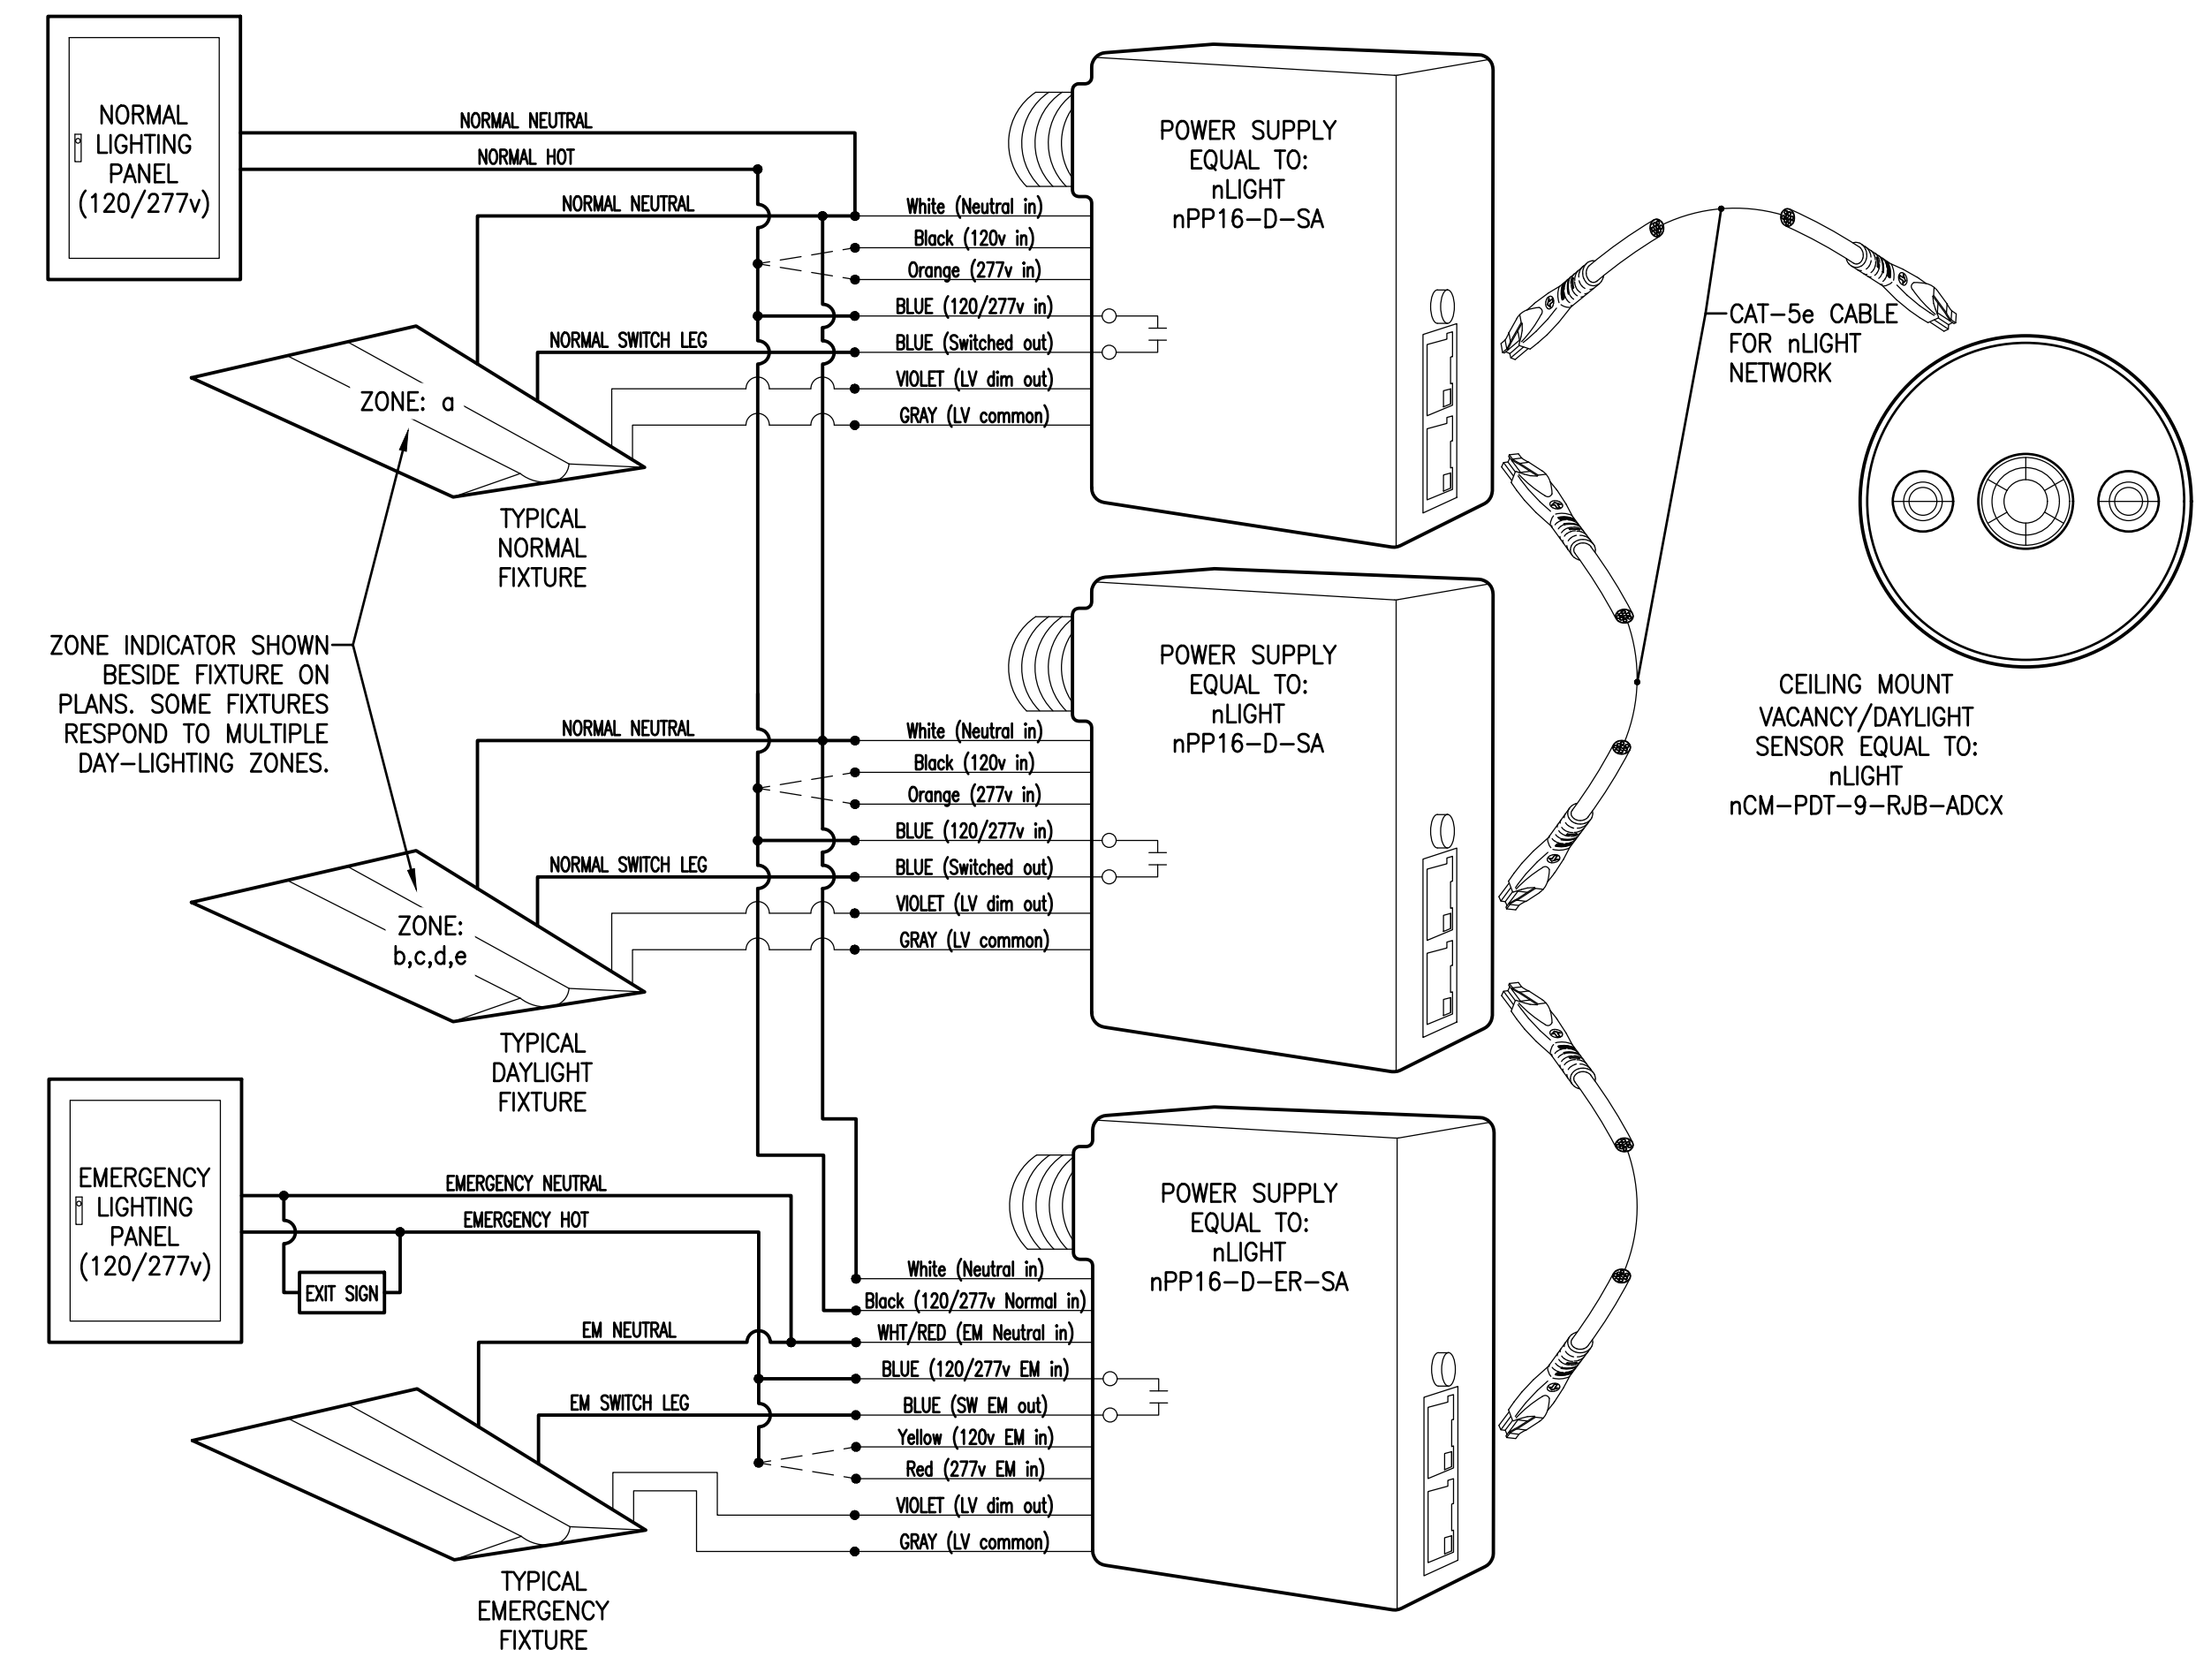 NORMAL
LIGHTING
PANEL
(120/277v)
NORMAL NEUTRAL
NORMAL HOT
NORMAL NEUTRAL
NORMAL SWITCH LEG
ZONE: a
TYPICAL
NORMAL
FIXTURE
White (Neutral in)
Black (120v in)
Orange (277v in)
BLUE (120/277v in)
BLUE (Switched out)
VIOLET (LV dim out)
GRAY (LV common)
POWER SUPPLY
EQUAL TO:
nLIGHT
nPP16-D-SA
CAT-5e CABLE
FOR nLIGHT
NETWORK
CEILING MOUNT
VACANCY/DAYLIGHT
SENSOR EQUAL TO:
nLIGHT
nCM-PDT-9-RJB-ADCX
ZONE INDICATOR SHOWN
BESIDE FIXTURE ON
PLANS. SOME FIXTURES
RESPOND TO MULTIPLE
DAY-LIGHTING ZONES.
NORMAL NEUTRAL
NORMAL SWITCH LEG
ZONE:
b,c,d,e
TYPICAL
DAYLIGHT
FIXTURE
White (Neutral in)
Black (120v in)
Orange (277v in)
BLUE (120/277v in)
BLUE (Switched out)
VIOLET (LV dim out)
GRAY (LV common)
POWER SUPPLY
EQUAL TO:
nLIGHT
nPP16-D-SA
EMERGENCY
LIGHTING
PANEL
(120/277v)
EMERGENCY NEUTRAL
EMERGENCY HOT
EXIT SIGN
EM NEUTRAL
EM SWITCH LEG
TYPICAL
EMERGENCY
FIXTURE
White (Neutral in)
Black (120/277v Normal in)
WHT/RED (EM Neutral in)
BLUE (120/277v EM in)
BLUE (SW EM out)
Yellow (120v EM in)
Red (277v EM in)
VIOLET (LV dim out)
GRAY (LV common)
POWER SUPPLY
EQUAL TO:
nLIGHT
nPP16-D-ER-SA